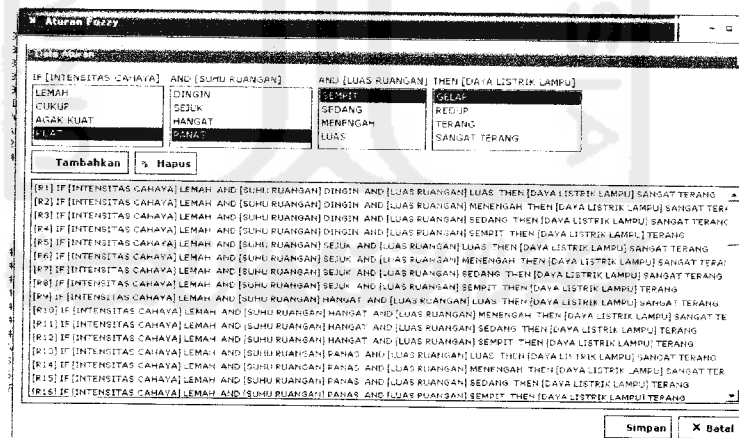 Aturan Fuzzy
Data Aturan
IF [INTENSITAS CAHAYA] AND [SUHU RUANGAN] AND [LUAS RUANGAN] THEN [DAYA LISTRIK LAMPU]
LEMAH DINGIN SEMPIT GELAP
CUKUP SEJUK SEDANG REDUP
AGAK KUAT HANGAT MENENGAH TERANG
KUAT PANAS LUAS SANGAT TERANG
Tambahkan Hapus
[R1] IF [INTENSITAS CAHAYA] LEMAH AND [SUHU RUANGAN] DINGIN AND [LUAS RUANGAN] LUAS THEN [DAYA LISTRIK LAMPU] SANGAT TERANG
[R2] IF [INTENSITAS CAHAYA] LEMAH AND [SUHU RUANGAN] DINGIN AND [LUAS RUANGAN] MENENGAH THEN [DAYA LISTRIK LAMPU] SANGAT TERA
[R3] IF [INTENSITAS CAHAYA] LEMAH AND [SUHU RUANGAN] DINGIN AND [LUAS RUANGAN] SEDANG THEN [DAYA LISTRIK LAMPU] SANGAT TERANG
[R4] IF [INTENSITAS CAHAYA] LEMAH AND [SUHU RUANGAN] DINGIN AND [LUAS RUANGAN] SEMPIT THEN [DAYA LISTRIK LAMPU] TERANG
[R5] IF [INTENSITAS CAHAYA] LEMAH AND [SUHU RUANGAN] SEJUK AND [LUAS RUANGAN] LUAS THEN [DAYA LISTRIK LAMPU] SANGAT TERANG
[R6] IF [INTENSITAS CAHAYA] LEMAH AND [SUHU RUANGAN] SEJUK AND [LUAS RUANGAN] MENENGAH THEN [DAYA LISTRIK LAMPU] SANGAT TERA
[R7] IF [INTENSITAS CAHAYA] LEMAH AND [SUHU RUANGAN] SEJUK AND [LUAS RUANGAN] SEDANG THEN [DAYA LISTRIK LAMPU] SANGAT TERANG
[R8] IF [INTENSITAS CAHAYA] LEMAH AND [SUHU RUANGAN] SEJUK AND [LUAS RUANGAN] SEMPIT THEN [DAYA LISTRIK LAMPU] TERANG
[R9] IF [INTENSITAS CAHAYA] LEMAH AND [SUHU RUANGAN] HANGAT AND [LUAS RUANGAN] LUAS THEN [DAYA LISTRIK LAMPU] SANGAT TERANG
[R10] IF [INTENSITAS CAHAYA] LEMAH AND [SUHU RUANGAN] HANGAT AND [LUAS RUANGAN] MENENGAH THEN [DAYA LISTRIK LAMPU] SANGAT TE
[R11] IF [INTENSITAS CAHAYA] LEMAH AND [SUHU RUANGAN] HANGAT AND [LUAS RUANGAN] SEDANG THEN [DAYA LISTRIK LAMPU] TERANG
[R12] IF [INTENSITAS CAHAYA] LEMAH AND [SUHU RUANGAN] HANGAT AND [LUAS RUANGAN] SEMPIT THEN [DAYA LISTRIK LAMPU] TERANG
[R13] IF [INTENSITAS CAHAYA] LEMAH AND [SUHU RUANGAN] PANAS AND [LUAS RUANGAN] LUAS THEN [DAYA LISTRIK LAMPU] SANGAT TERANG
[R14] IF [INTENSITAS CAHAYA] LEMAH AND [SUHU RUANGAN] PANAS AND [LUAS RUANGAN] MENENGAH THEN [DAYA LISTRIK LAMPU] SANGAT TER
[R15] IF [INTENSITAS CAHAYA] LEMAH AND [SUHU RUANGAN] PANAS AND [LUAS RUANGAN] SEDANG THEN [DAYA LISTRIK LAMPU] TERANG
[R16] IF [INTENSITAS CAHAYA] LEMAH AND [SUHU RUANGAN] PANAS AND [LUAS RUANGAN] SEMPIT THEN [DAYA LISTRIK LAMPU] TERANG
Simpan Batal